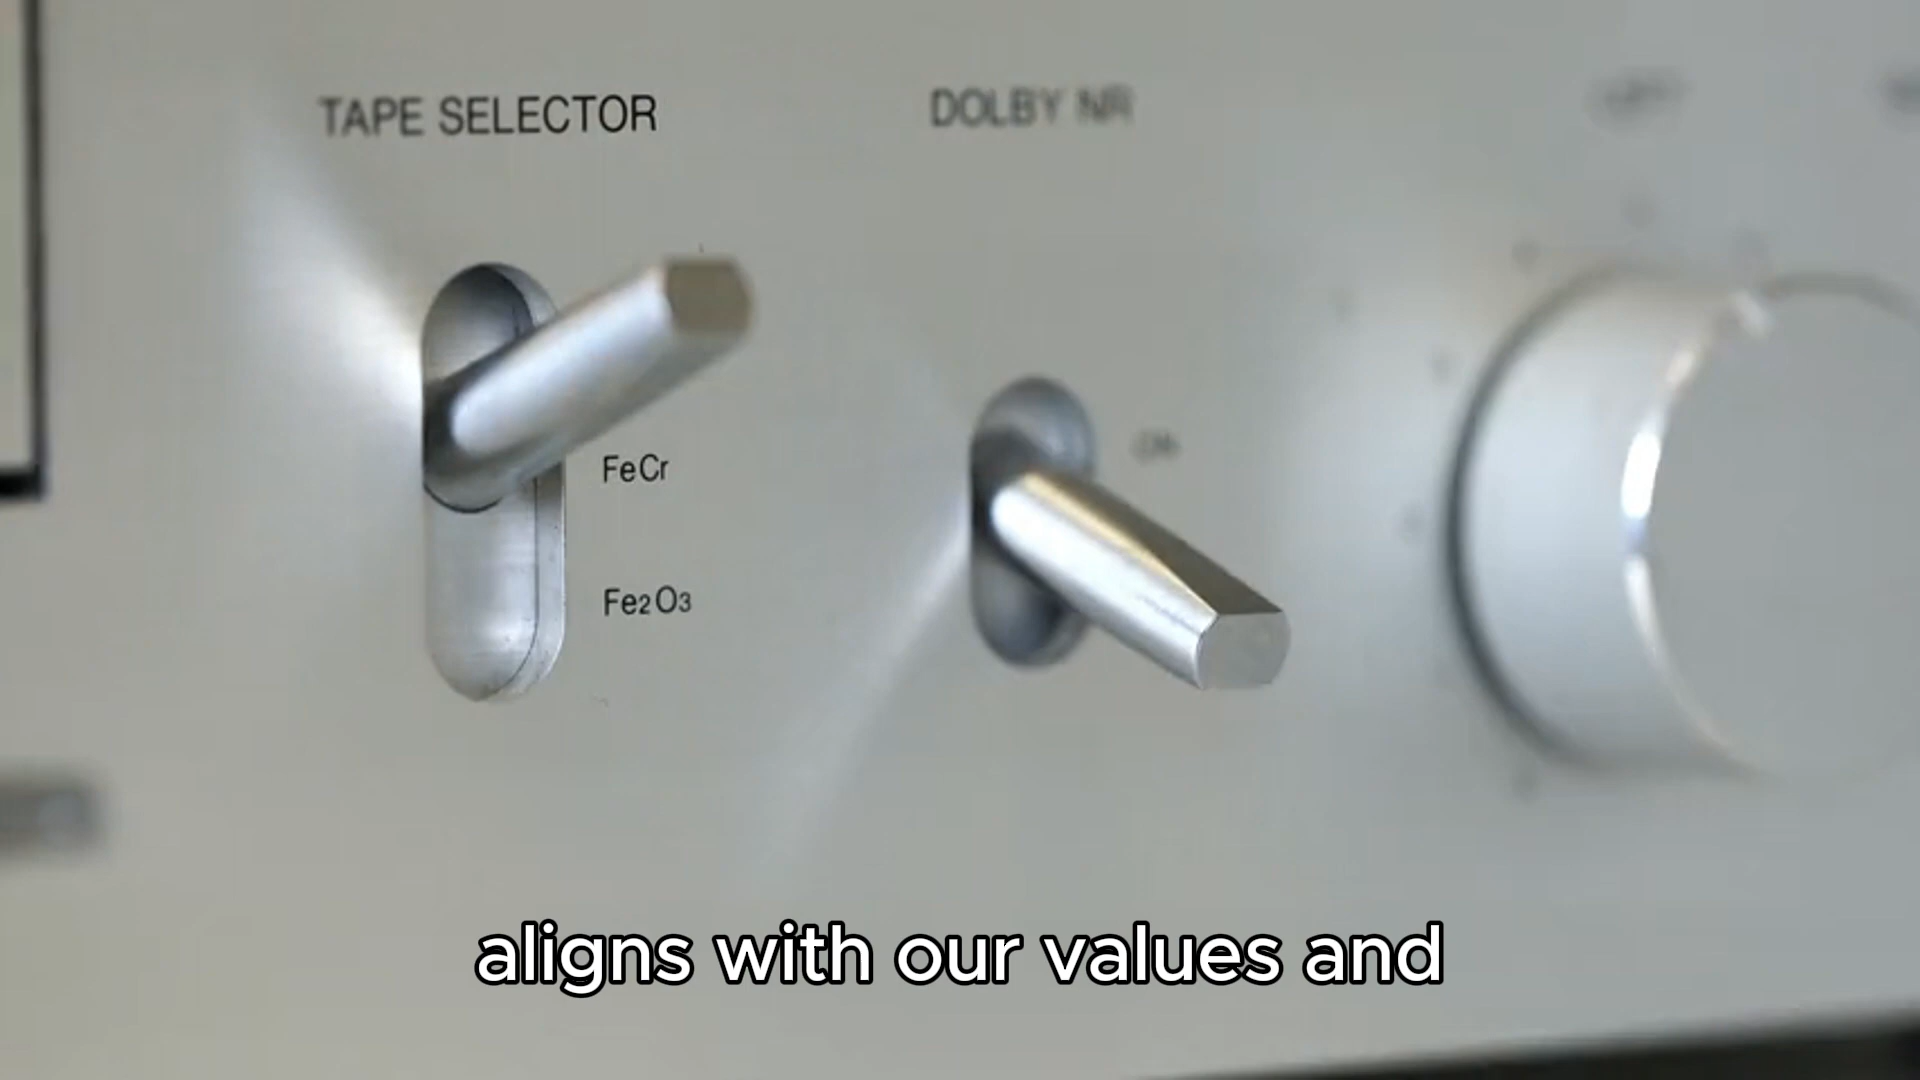 TAPE SELECTOR
DOLBY NR
FeCr
Fe2O3
aligns with our values and